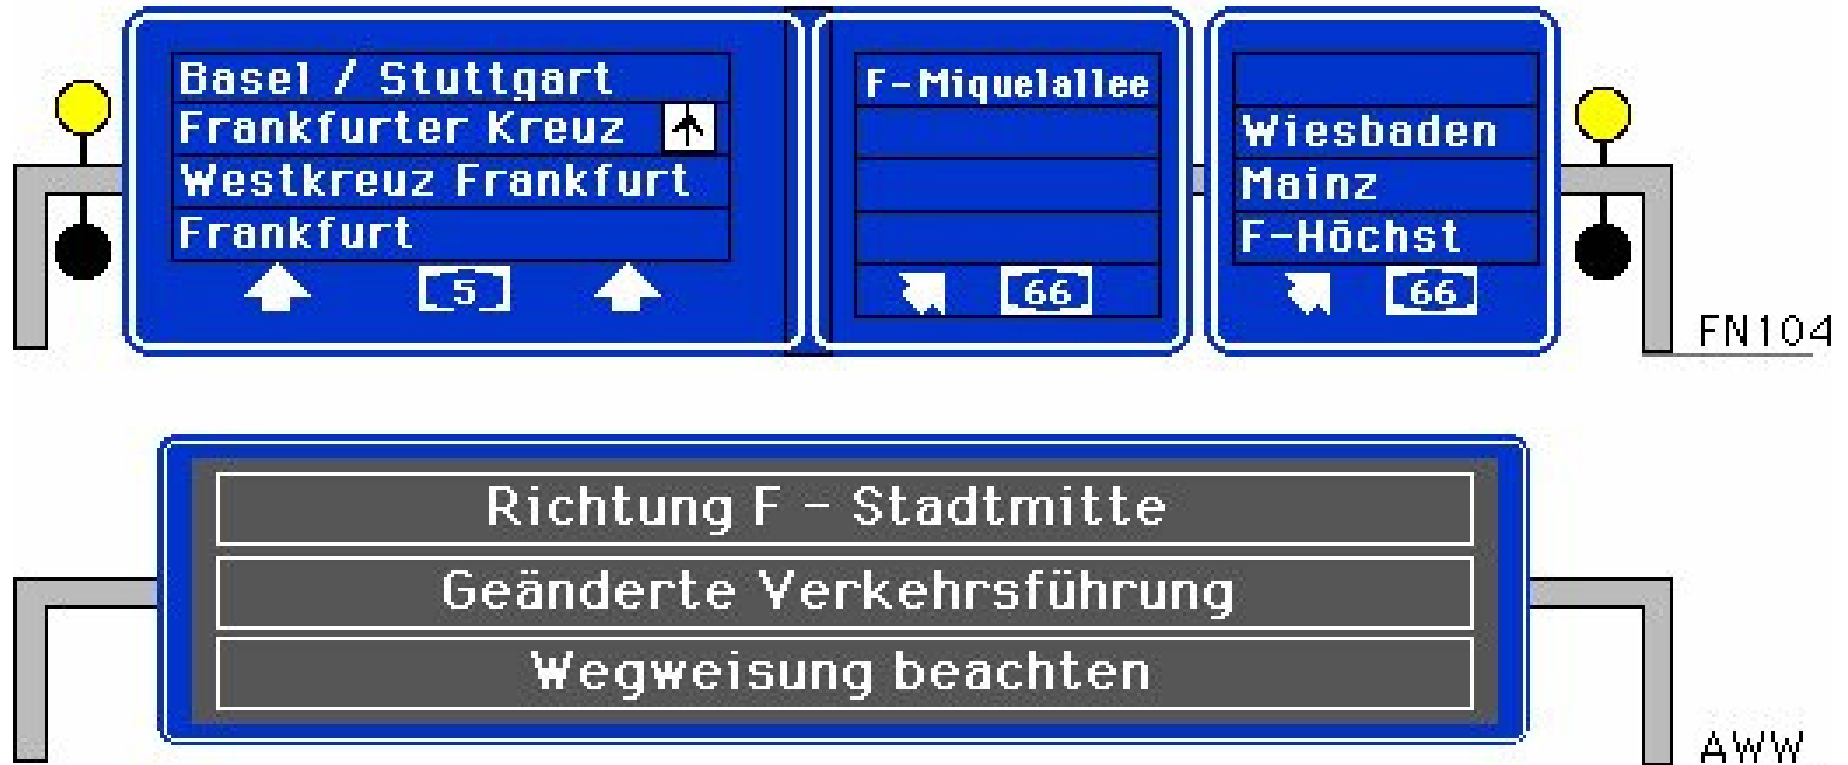 Basel / Stuttgart
Frankfurter Kreuz
Westkreuz Frankfurt
Frankfurt
5
F-Miquelallee
66
Wiesbaden
Mainz
F-Höchst
66
FN104
Richtung F - Stadtmitte
Geänderte Verkehrsführung
Wegweisung beachten
AWW